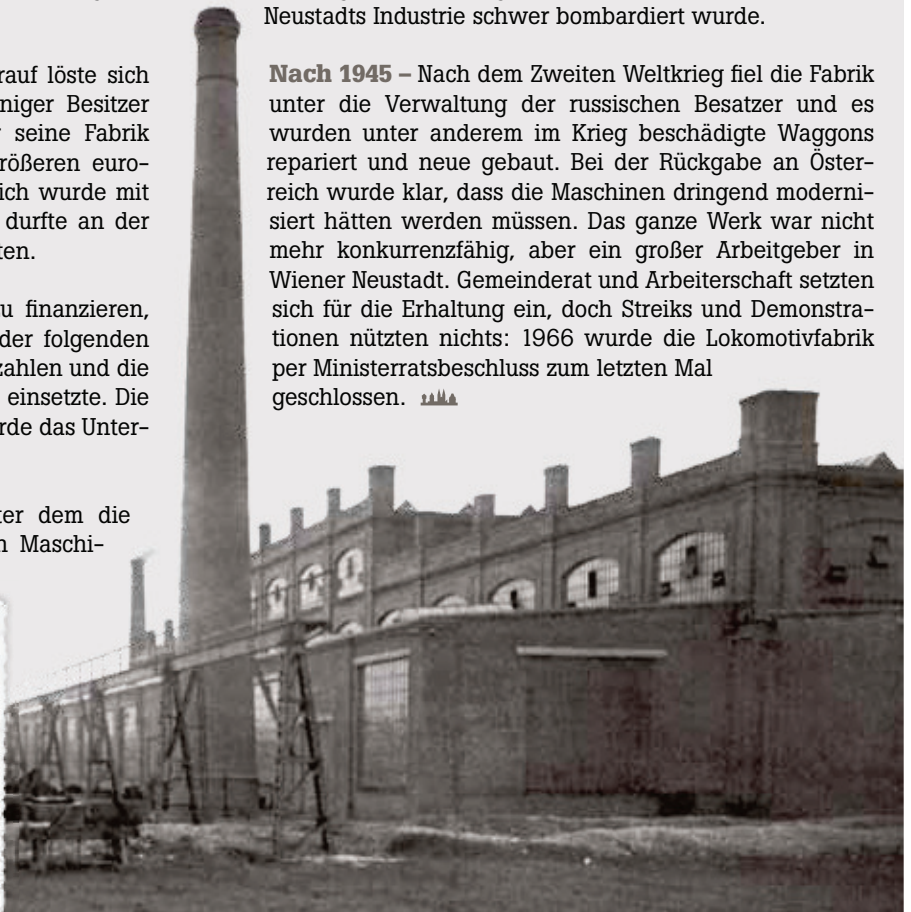 rauf löste sich
niger Besitzer
seine Fabrik
rößeren euro-
ich wurde mit
durfte an der
ten.
u finanzieren,
der folgenden
zahlen und die
einsetzte. Die
rde das Unter-
ter dem die
n Maschi-
Neustadts Industrie schwer bombardiert wurde.
Nach 1945 – Nach dem Zweiten Weltkrieg fiel die Fabrik
unter die Verwaltung der russischen Besatzer und es
wurden unter anderem im Krieg beschädigte Waggons
repariert und neue gebaut. Bei der Rückgabe an Öster-
reich wurde klar, dass die Maschinen dringend moderni-
siert hätten werden müssen. Das ganze Werk war nicht
mehr konkurrenzfähig, aber ein großer Arbeitgeber in
Wiener Neustadt. Gemeinderat und Arbeiterschaft setzten
sich für die Erhaltung ein, doch Streiks und Demonstra-
tionen nützten nichts: 1966 wurde die Lokomotivfabrik
per Ministerratsbeschluss zum letzten Mal
geschlossen.